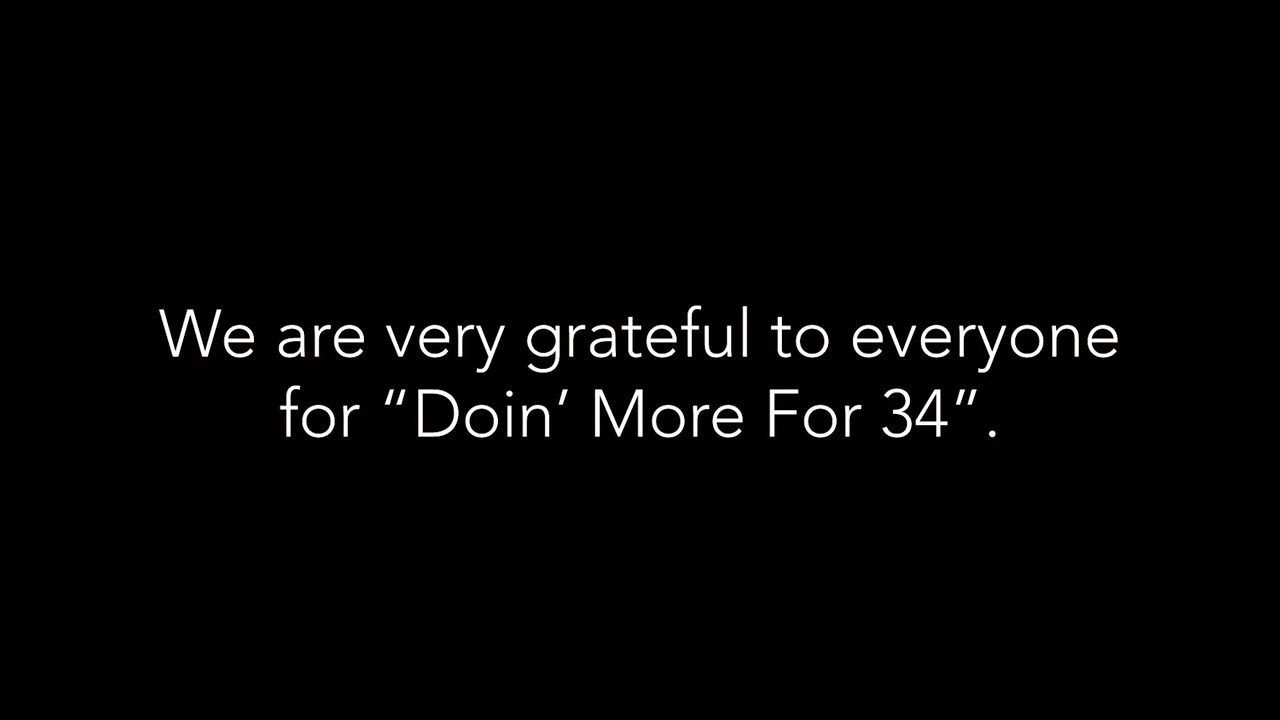 We are very grateful to everyone
for “Doin’ More For 34”.